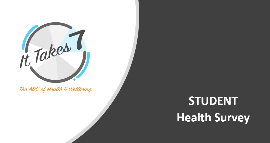 It Takes 7
The ABC of Health & Wellbeing
STUDENT
Health Survey